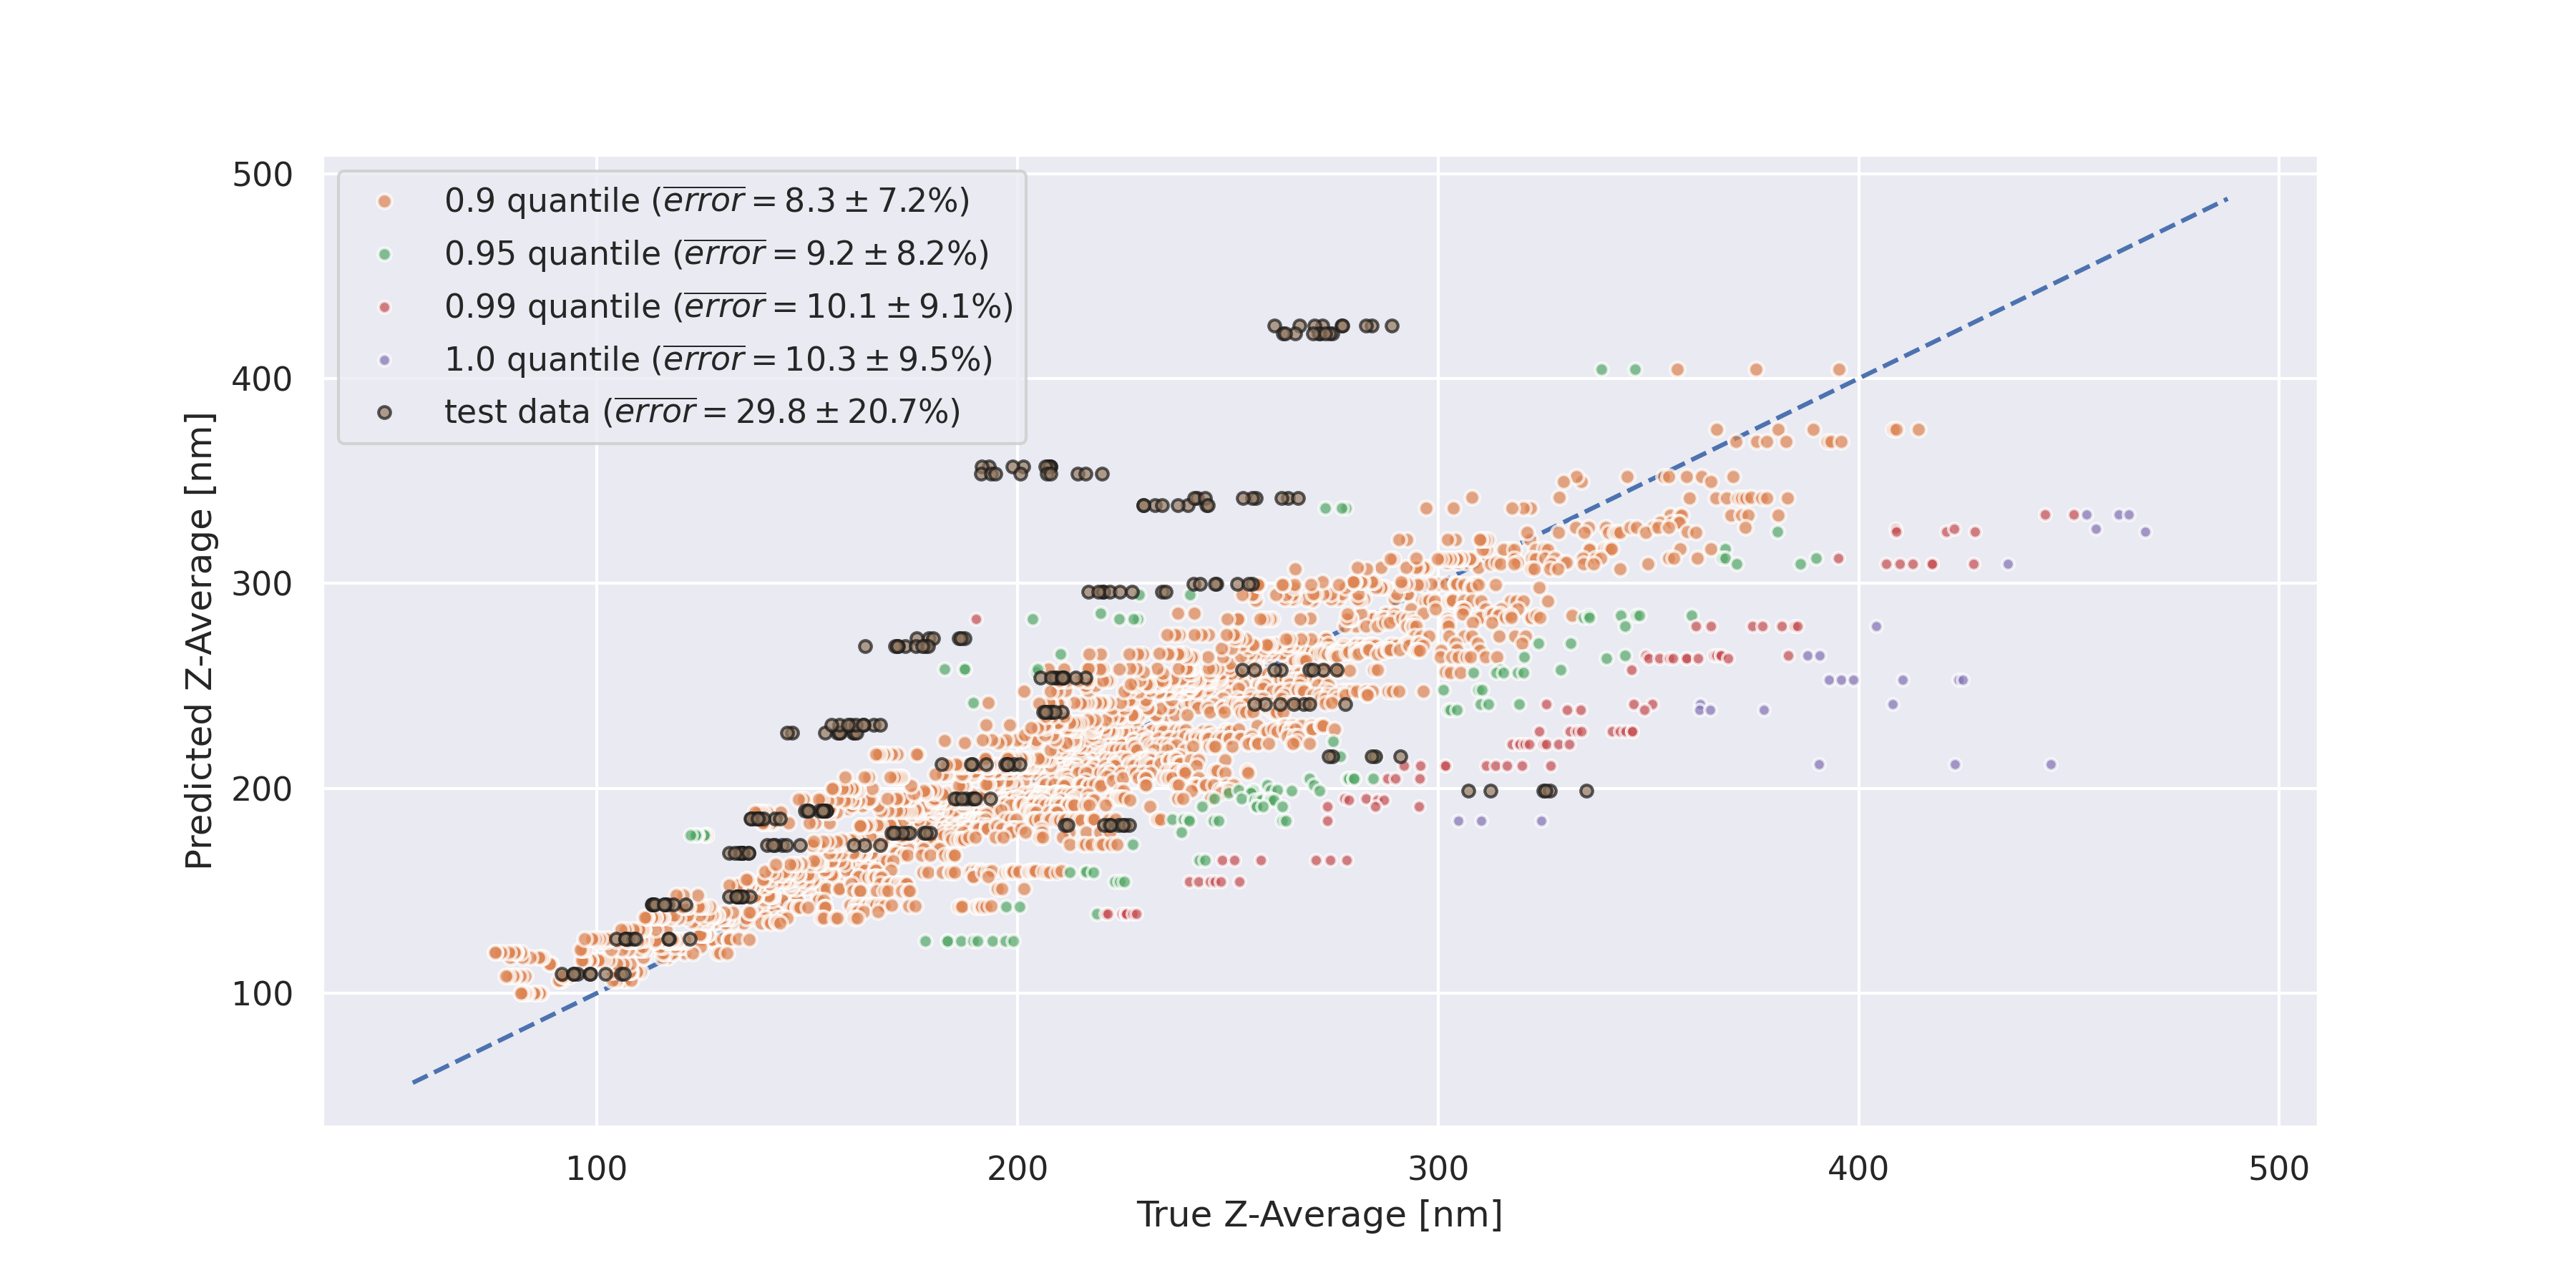 500
400
300
200
100
Predicted Z-Average [nm]
0.9 quantile (error = 8.3 ± 7.2%)
0.95 quantile (error = 9.2 ± 8.2%)
0.99 quantile (error = 10.1 ± 9.1%)
1.0 quantile (error = 10.3 ± 9.5%)
test data (error = 29.8 ± 20.7%)
100 200 300 400 500
True Z-Average [nm]